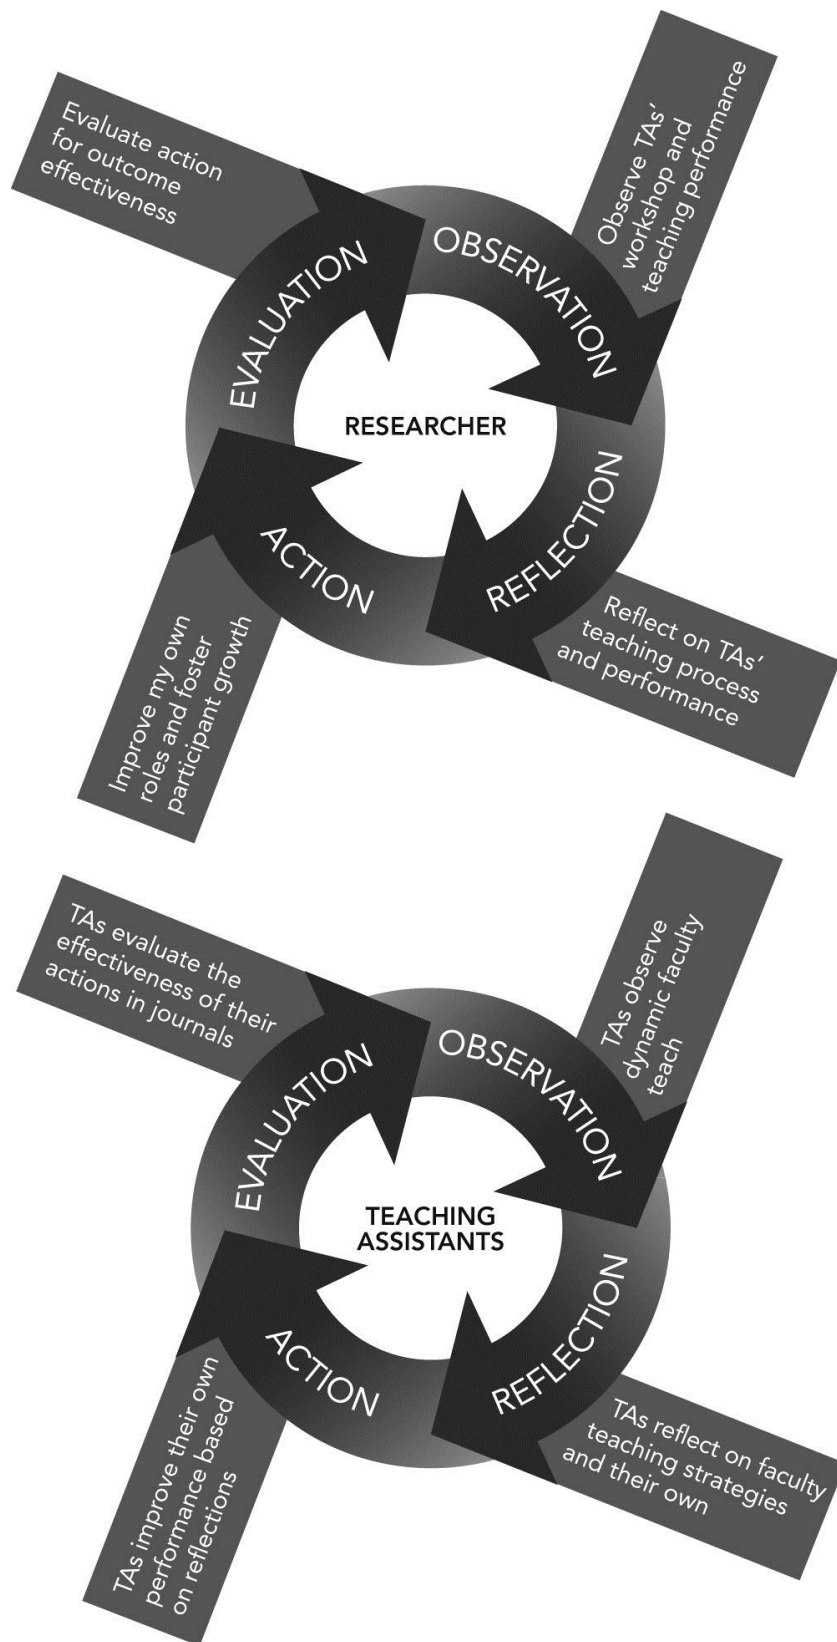 Evaluate action
for outcome
effectiveness
Observe TAs’
workshop and
teaching performance
EVALUATION
OBSERVATION
RESEARCHER
ACTION
REFLECTION
Improve my own
roles and foster
participant growth
Reflect on TAs’
teaching process
and performance
TAs evaluate the
effectiveness of their
actions in journals
TAs observe
dynamic faculty
teach
EVALUATION
OBSERVATION
TEACHING
ASSISTANTS
ACTION
REFLECTION
TAs improve their own
performance based
on reflections
TAs reflect on faculty
teaching strategies
and their own